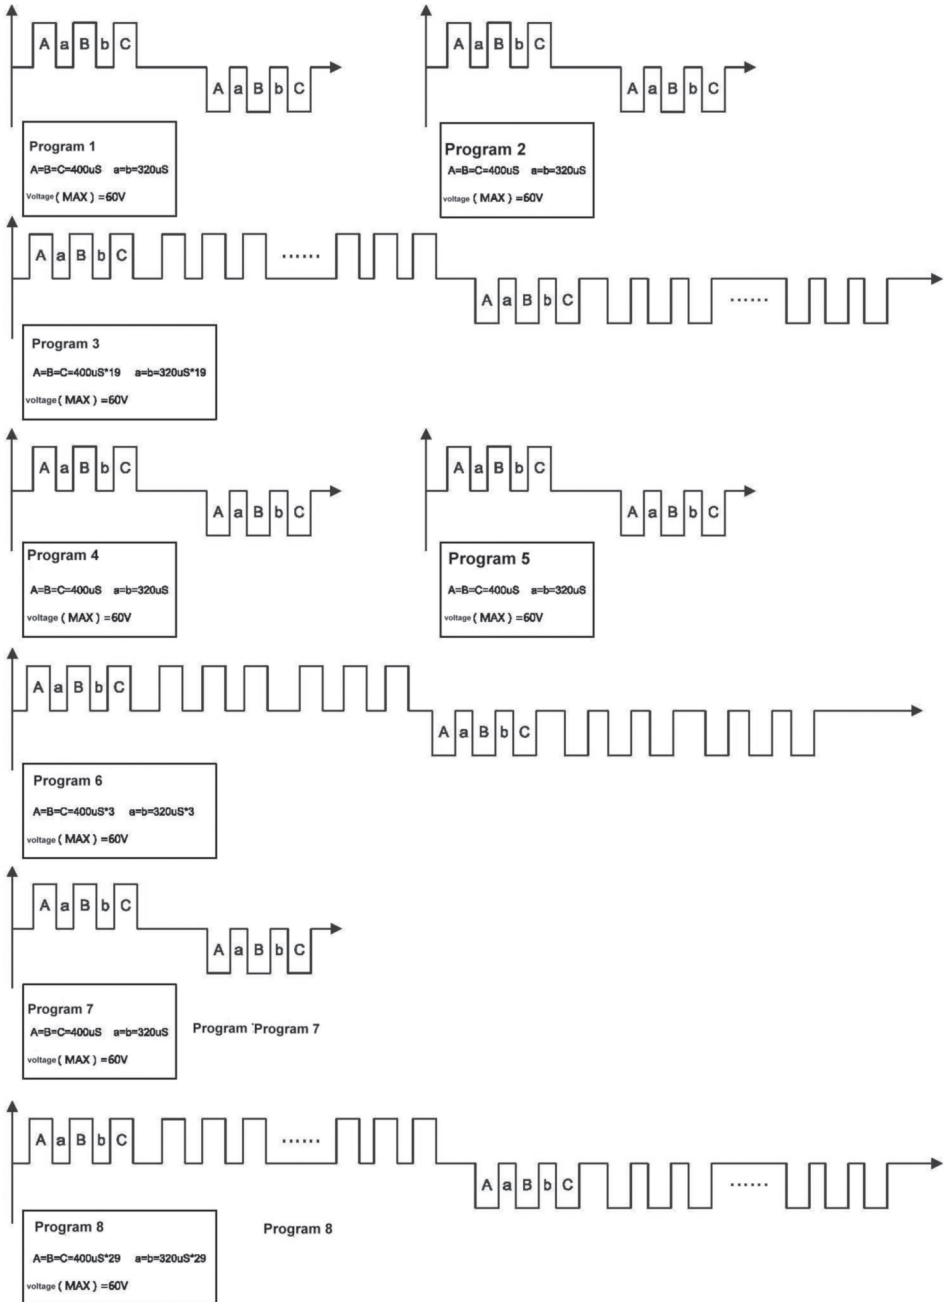 A a B b C
A a B b C
Program 1
A=B=C=400uS a=b=320uS
Voltage ( MAX ) =60V
A a B b C
A a B b C
Program 2
A=B=C=400uS a=b=320uS
voltage ( MAX ) =60V
A a B b C ......
A a B b C ......
Program 3
A=B=C=400uS*19 a=b=320uS*19
voltage ( MAX ) =60V
A a B b C
A a B b C
Program 4
A=B=C=400uS a=b=320uS
voltage ( MAX ) =60V
A a B b C
A a B b C
Program 5
A=B=C=400uS a=b=320uS
voltage ( MAX ) =60V
A a B b C
A a B b C
Program 6
A=B=C=400uS*3 a=b=320uS*3
voltage ( MAX ) =60V
A a B b C
A a B b C
Program 7
A=B=C=400uS a=b=320uS
voltage ( MAX ) =60V
Program Program 7
A a B b C ......
A a B b C ......
Program 8
A=B=C=400uS*29 a=b=320uS*29
voltage ( MAX ) =60V
Program 8